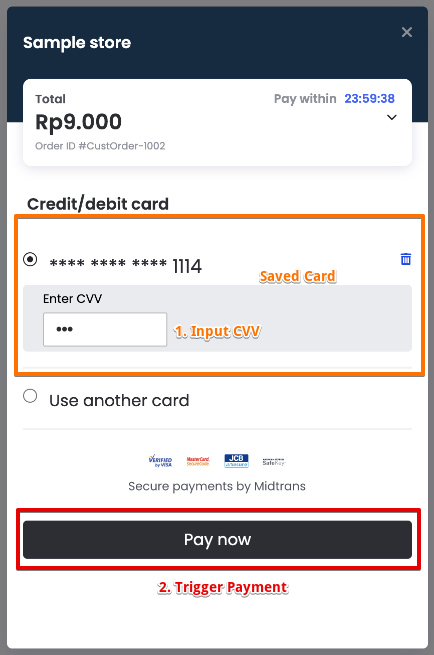 Sample store
Total
Pay within 23:59:38
Rp9.000
Order ID #CustOrder-1002
Credit/debit card
**** **** **** 1114
Saved Card
Enter CVV
•••
1. Input CVV
Use another card
VERIFIED by VISA
MasterCard SecureCode
JCB
J/Secure
SafeKey
Secure payments by Midtrans
Pay now
2. Trigger Payment